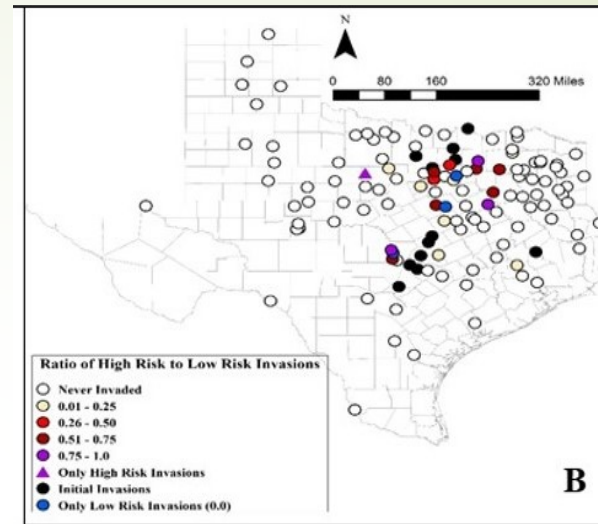 N
0 80 160 320 Miles
Ratio of High Risk to Low Risk Invasions
Never Invaded
0.01 - 0.25
0.26 - 0.50
0.51 - 0.75
0.75 - 1.0
Only High Risk Invasions
Initial Invasions
Only Low Risk Invasions (0.0)
B